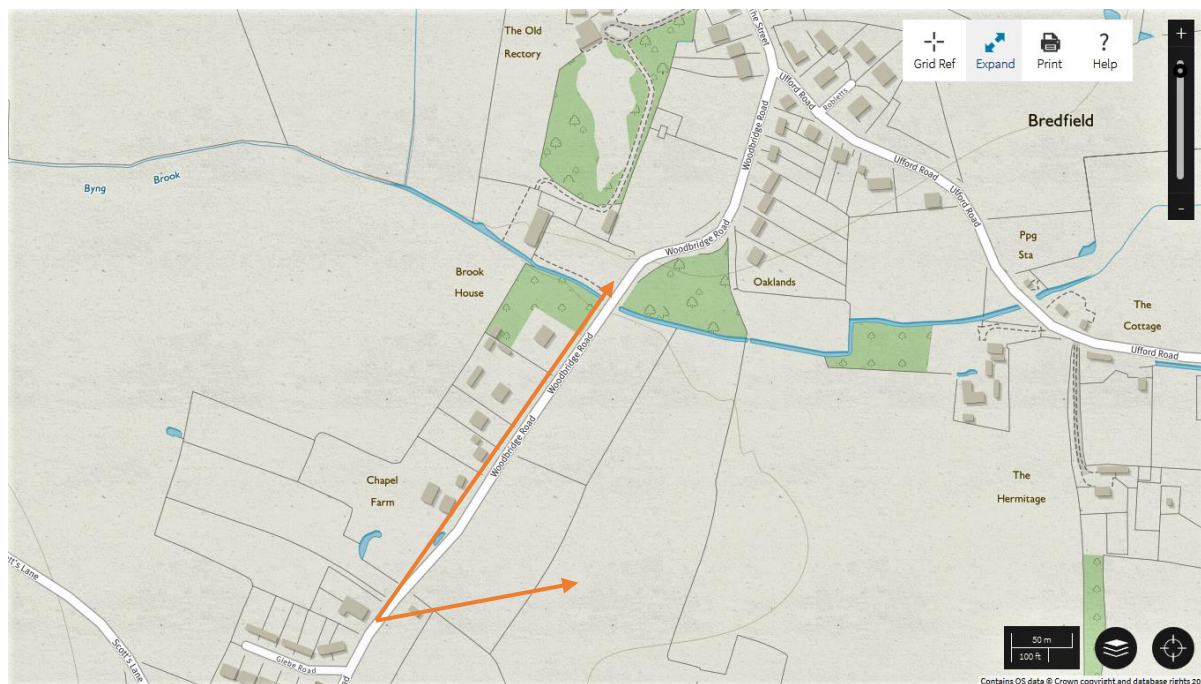 The Old
Rectory
The Street
Ufford Road
Robletts
Grid Ref
Expand
Print
?
Help
+
-
Bredfield
Woodbridge Road
Ufford Road
Ufford Road
Byng
Brook
Woodbridge Road
Ppg
Sta
Brook
House
Oaklands
The
Cottage
Ufford Road
Woodbridge Road
Woodbridge Road
Chapel
Farm
The
Hermitage
Scott's Lane
Glebe Road
50 m
100 ft
Contains OS data © Crown copyright and database rights 20